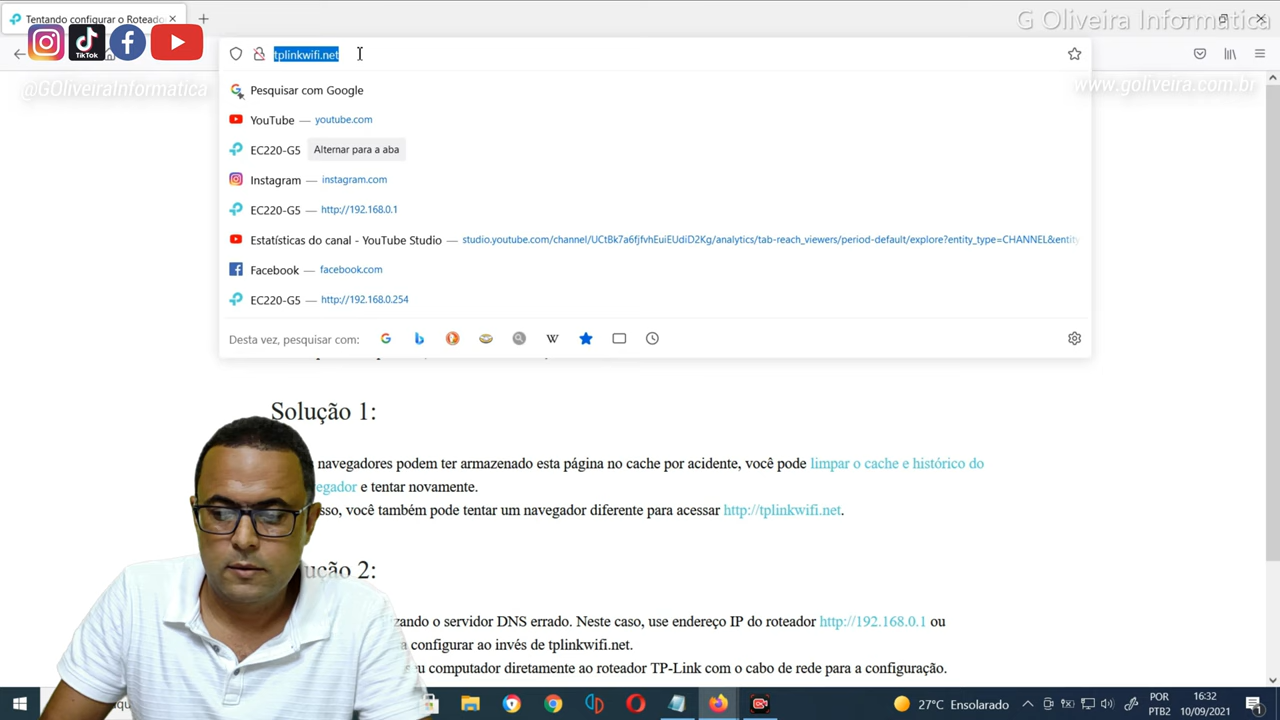 Tentando configurar o Roteado
G Oliveira Informática
TikTok
tplinkwifi.net
@GOliveiraInformatica
www.goliveira.com.br
Pesquisar com Google
YouTube — youtube.com
EC220-G5 Alternar para a aba
Instagram — instagram.com
EC220-G5 — http://192.168.0.1
Estatísticas do canal - YouTube Studio — studio.youtube.com/channel/UCtBk7a6fjfvhEuiEUdiD2Kg/analytics/tab-reach_viewers/period-default/explore?entity_type=CHANNEL&entity
Facebook — facebook.com
EC220-G5 — http://192.168.0.254
Desta vez, pesquisar com:
Solução 1:
navegadores podem ter armazenado esta página no cache por acidente, você pode limpar o cache e histórico do
egador e tentar novamente.
sso, você também pode tentar um navegador diferente para acessar http://tplinkwifi.net.
ução 2:
zando o servidor DNS errado. Neste caso, use endereço IP do roteador http://192.168.0.1 ou
a configurar ao invés de tplinkwifi.net.
eu computador diretamente ao roteador TP-Link com o cabo de rede para a configuração.
27°C Ensolarado
POR
PTB2
16:32
10/09/2021